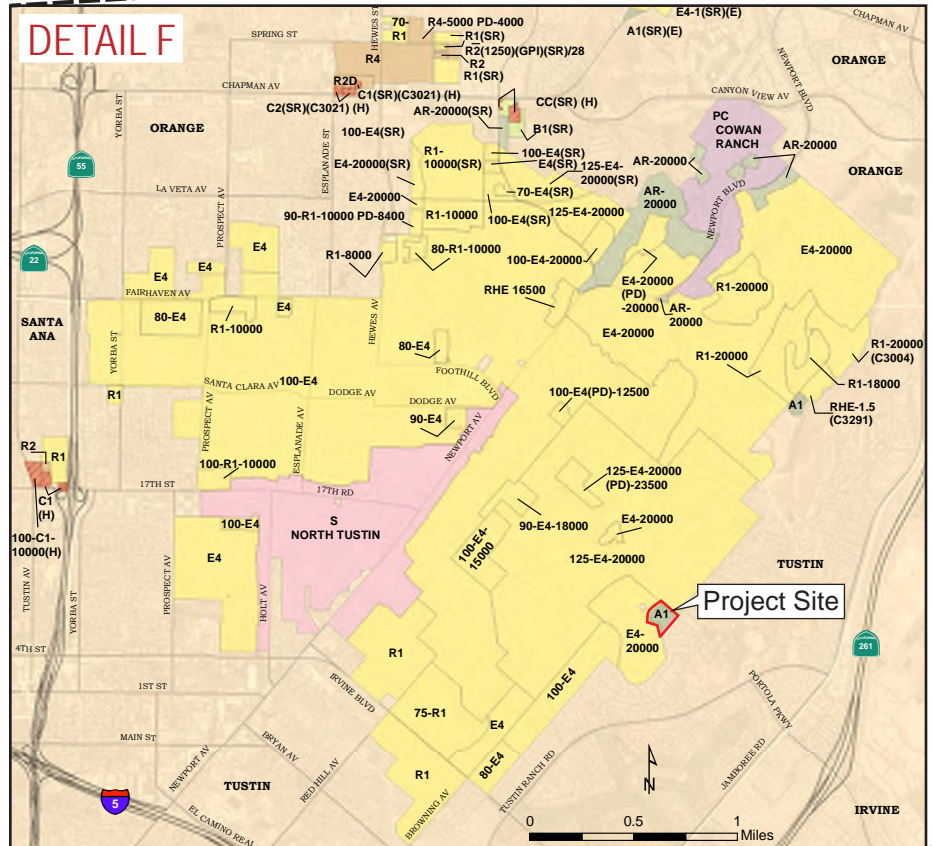 DETAIL F
SPRING ST
HEWES ST
70-
R1
R4-5000 PD-4000
R1(SR)
R2(1250)(GPI)(SR)/28
R2
R1(SR)
R4
E4-1(SR)(E)
A1(SR)(E)
CHAPMAN AV
ORANGE
NEWPORT BLVD
CHAPMAN AV
R2D
C1(SR)(C3021) (H)
C2(SR)(C3021) (H)
CC(SR) (H)
AR-20000(SR)
B1(SR)
CANYON VIEW AV
PC
COWAN
RANCH
YORBA ST
ORANGE
ESPLANADE ST
100-E4(SR)
R1-
10000(SR)
100-E4(SR)
E4(SR)
125-E4-
20000(SR)
AR-20000
AR-20000
ORANGE
CALIFORNIA
55
E4-20000(SR)
LA VETA AV
PROSPECT AV
E4-20000
70-E4(SR)
AR-
20000
NEWPORT BLVD
90-R1-10000 PD-8400
R1-10000
100-E4(SR)
125-E4-20000
CALIFORNIA
22
R1-8000
80-R1-10000
100-E4-20000
E4-20000
E4
E4
E4
FAIRHAVEN AV
E4
80-E4
R1-10000
RHE 16500
E4-20000
(PD)
-20000
AR-
20000
R1-20000
E4-20000
SANTA
ANA
HEWES AV
80-E4
FOOTHILL BLVD
R1-20000
R1-20000
(C3004)
R1-18000
YORBA ST
R1
SANTA CLARA AV
100-E4
DODGE AV
DODGE AV
90-E4
100-E4(PD)-12500
RHE-1.5
(C3291)
A1
PROSPECT AV
ESPLANADE AV
NEWPORT AV
R2
R1
100-R1-10000
17TH ST
17TH RD
125-E4-20000
(PD)-23500
C1
(H)
100-C1-
10000(H)
100-E4
S
NORTH TUSTIN
90-E4-18000
E4-20000
E4
100-E4-
15000
125-E4-20000
TUSTIN
TUSTIN AV
YORBA ST
PROSPECT AV
HOLT AV
A1
Project Site
E4-
20000
4TH ST
R1
CALIFORNIA
261
1ST ST
IRVINE BLVD
100-E4
PORTOLA PKWY
75-R1
E4
MAIN ST
NEWPORT AV
BRYAN AV
RED HILL AV
R1
80-E4
TUSTIN RANCH RD
JAMBOREE RD
TUSTIN
5
EL CAMINO REAL
BROWNING AV
N
IRVINE
0 0.5 1
Miles